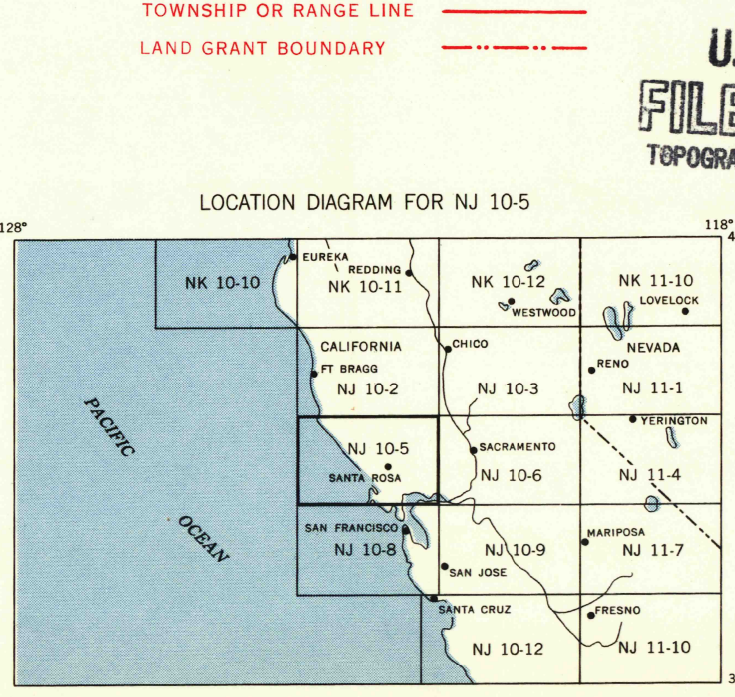 TOWNSHIP OR RANGE LINE
LAND GRANT BOUNDARY
U.
FILE
TOPOGRA
LOCATION DIAGRAM FOR NJ 10-5
128°
118°
4
EUREKA
REDDING
NK 10-10
NK 10-11
NK 10-12
NK 11-10
WESTWOOD
LOVELOCK
CALIFORNIA
CHICO
NEVADA
FT BRAGG
RENO
NJ 10-2
NJ 10-3
NJ 11-1
PACIFIC
YERINGTON
NJ 10-5
SACRAMENTO
SANTA ROSA
NJ 10-6
NJ 11-4
OCEAN
SAN FRANCISCO
MARIPOSA
NJ 10-8
NJ 10-9
NJ 11-7
SAN JOSE
SANTA CRUZ
FRESNO
NJ 10-12
NJ 11-10
3